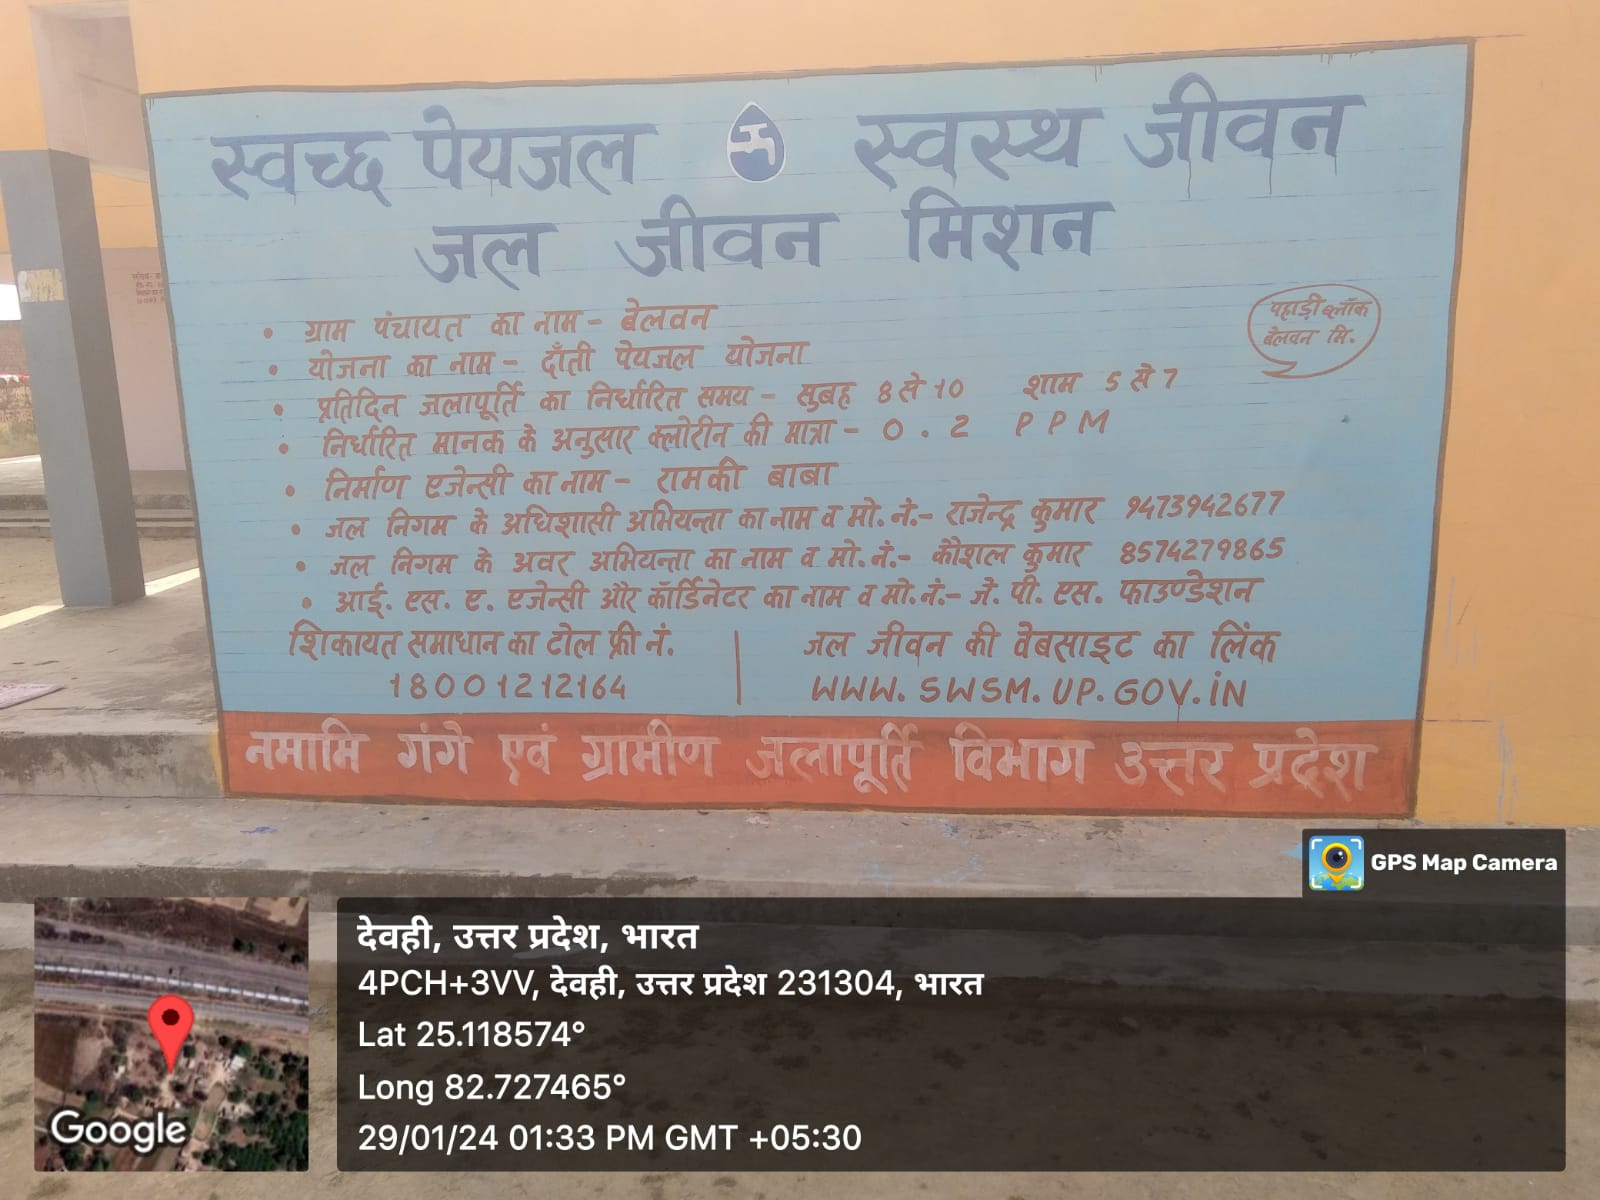 स्वच्छ पेयजल स्वस्थ जीवन
जल जीवन मिशन
पहाड़ी ब्लॉक
बेलवन मि.
• ग्राम पंचायत का नाम - बेलवन
• योजना का नाम - दाँती पेयजल योजना
• प्रतिदिन जलापूर्ति का निर्धारित समय - सुबह 8 से 10 शाम 5 से 7
• निर्धारित मानक के अनुसार क्लोरीन की मात्रा - 0.2 PPM
• निर्माण एजेन्सी का नाम - रामकी बाबा
• जल निगम के अधिशासी अभियन्ता का नाम व मो. नं.- राजेन्द्र कुमार 9473942677
• जल निगम के अवर अभियन्ता का नाम व मो. नं.- कौशल कुमार 8574279865
• आई. एस. ए. एजेन्सी और कॉर्डिनेटर का नाम व मो. नं.- जे. पी. एस. फाउण्डेशन
शिकायत समाधान का टोल फ्री नं. | जल जीवन की वेबसाइट का लिंक
18001212164 | WWW.SWSM.UP.GOV.iN
नमामि गंगे एवं ग्रामीण जलापूर्ति विभाग उत्तर प्रदेश
GPS Map Camera
देवही, उत्तर प्रदेश, भारत
4PCH+3VV, देवही, उत्तर प्रदेश 231304, भारत
Lat 25.118574°
Long 82.727465°
29/01/24 01:33 PM GMT +05:30
Google